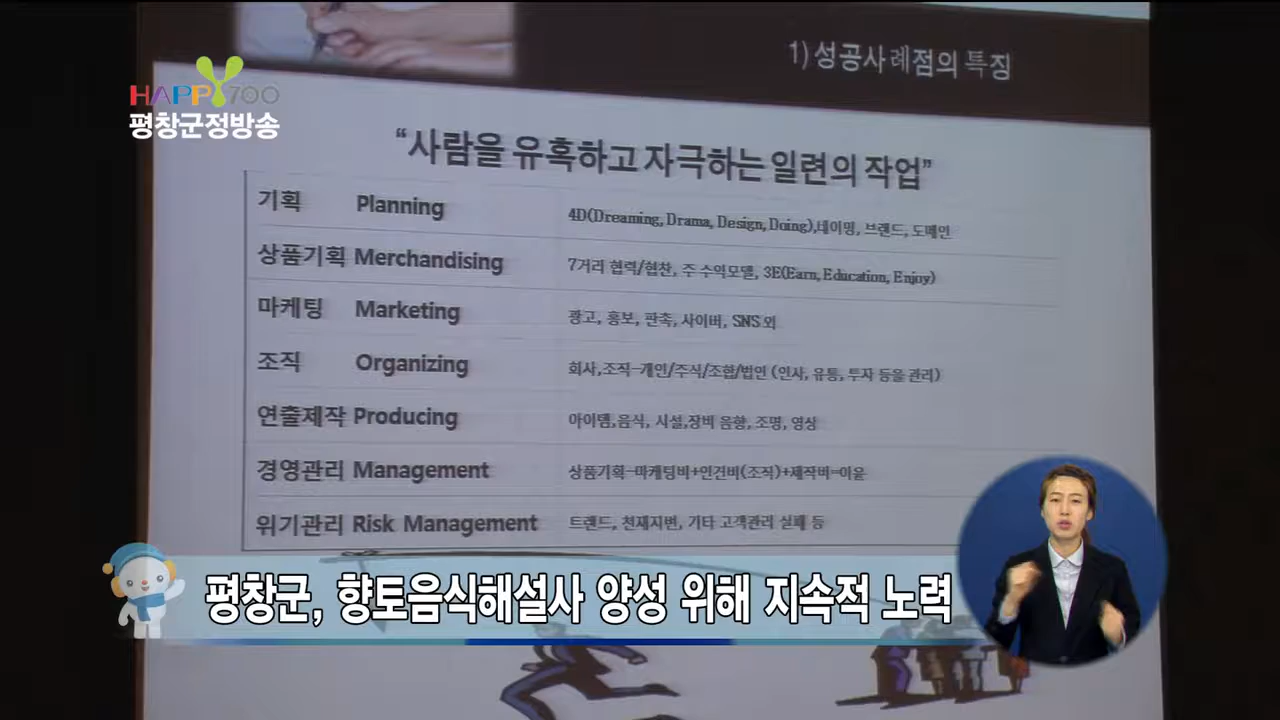 1) 성공사례점의 특징
HAPPY 700
평창군정방송
“사람을 유혹하고 자극하는 일련의 작업”
기획 Planning 4D(Dreaming, Drama, Design, Doing),네이밍, 브랜드, 도메인
상품기획 Merchandising 7거리 협력/협찬, 주 수익모델, 3E(Earn, Education, Enjoy)
마케팅 Marketing 광고, 홍보, 판촉, 사이버, SNS 외
조직 Organizing 회사,조직-개인/주식/조합/법인 (인사, 유통, 투자 등을 관리)
연출제작 Producing 아이템,음식, 시설,장비 음향, 조명, 영상
경영관리 Management 상품기획-마케팅비+인건비(조직)+제작비=이윤
위기관리 Risk Management 트랜드, 천재지변, 기타 고객관리 실패 등
평창군, 향토음식해설사 양성 위해 지속적 노력